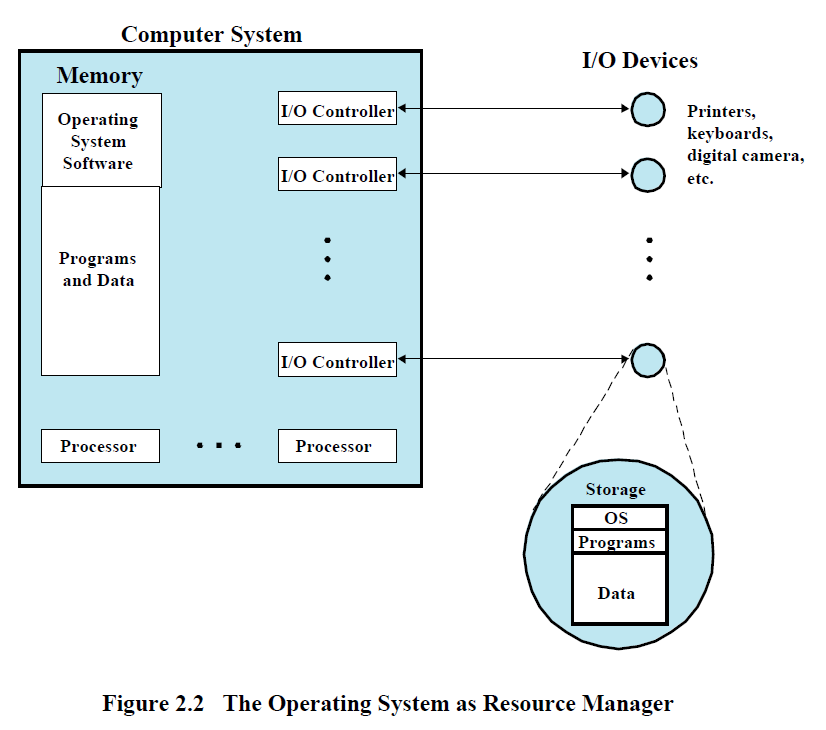 Computer System
Memory
Operating
System
Software
Programs
and Data
I/O Controller
I/O Controller
I/O Controller
Processor
Processor
I/O Devices
Printers,
keyboards,
digital camera,
etc.
Storage
OS
Programs
Data
Figure 2.2 The Operating System as Resource Manager